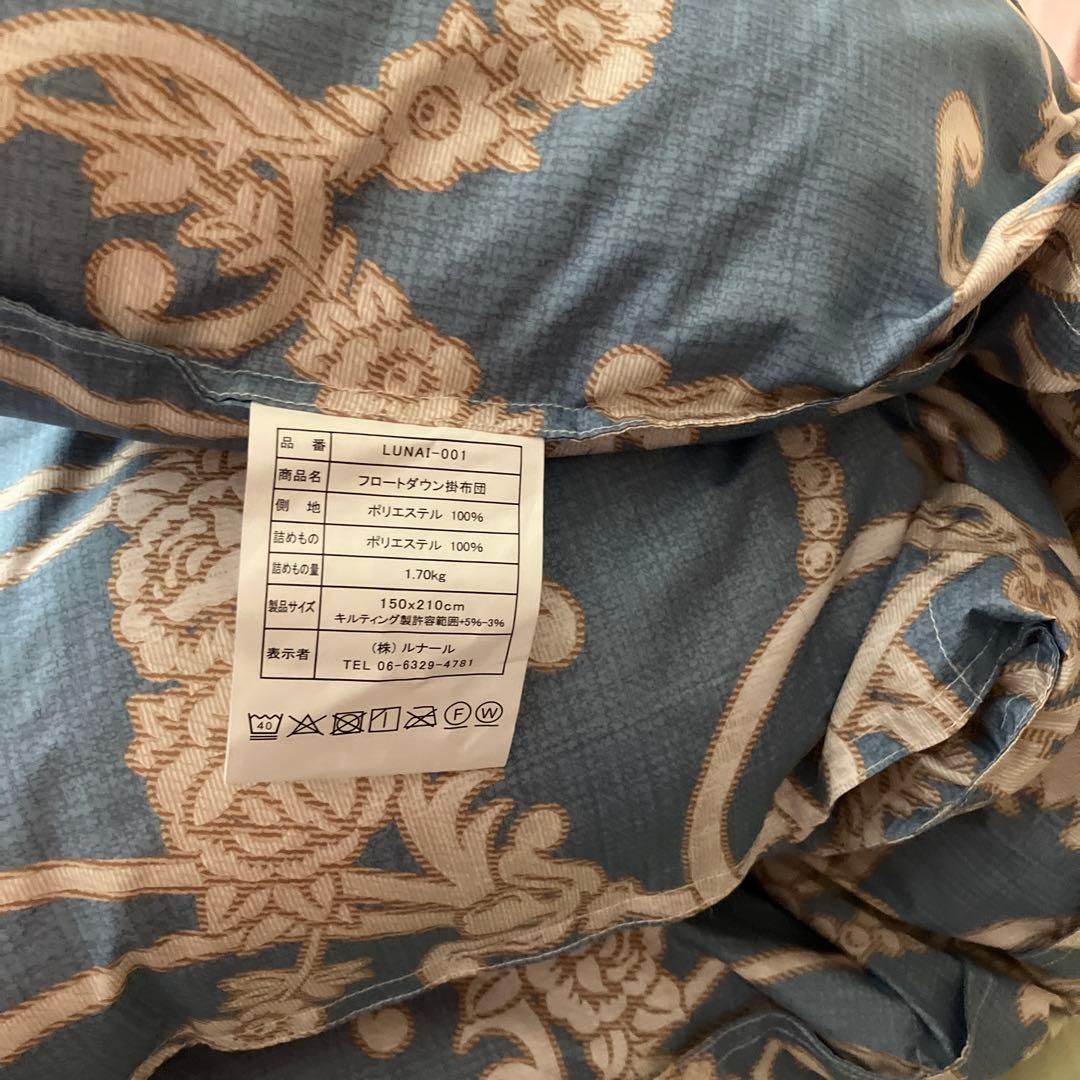 品番 LUNAI-001
商品名 フロートダウン掛布団
側地 ポリエステル 100%
詰めもの ポリエステル 100%
詰めもの量 1.70kg
製品サイズ 150x210cm
キルティング製許容範囲+5%-3%
表示者 (株)ルナール
TEL 06-6329-4781
40 F W